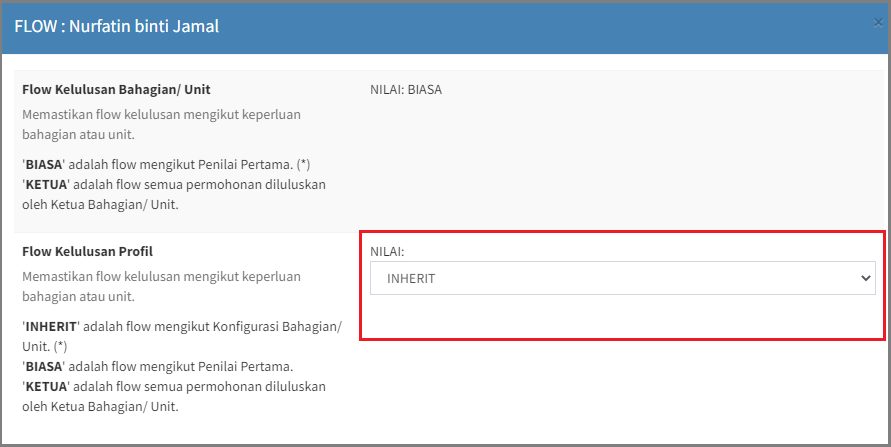 FLOW : Nurfatin binti Jamal
×
Flow Kelulusan Bahagian/ Unit
NILAI: BIASA
Memastikan flow kelulusan mengikut keperluan
bahagian atau unit.
'BIASA' adalah flow mengikut Penilai Pertama. (*)
'KETUA' adalah flow semua permohonan diluluskan
oleh Ketua Bahagian/ Unit.
Flow Kelulusan Profil
NILAI:
INHERIT
Memastikan flow kelulusan mengikut keperluan
bahagian atau unit.
'INHERIT' adalah flow mengikut Konfigurasi Bahagian/
Unit. (*)
'BIASA' adalah flow mengikut Penilai Pertama.
'KETUA' adalah flow semua permohonan diluluskan
oleh Ketua Bahagian/ Unit.